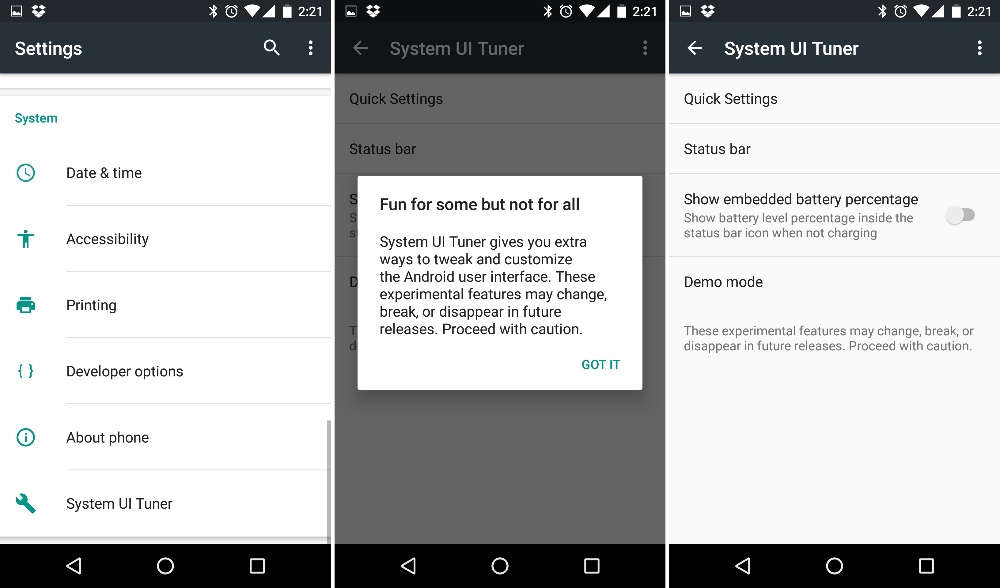 2:21
Settings
System
Date & time
Accessibility
Printing
{ } Developer options
About phone
System UI Tuner
2:21
System UI Tuner
Quick Settings
Status bar
S
S
st
D
T
d
Fun for some but not for all
System UI Tuner gives you extra
ways to tweak and customize
the Android user interface. These
experimental features may change,
break, or disappear in future
releases. Proceed with caution.
GOT IT
2:21
System UI Tuner
Quick Settings
Status bar
Show embedded battery percentage
Show battery level percentage inside the
status bar icon when not charging
Demo mode
These experimental features may change, break, or
disappear in future releases. Proceed with caution.